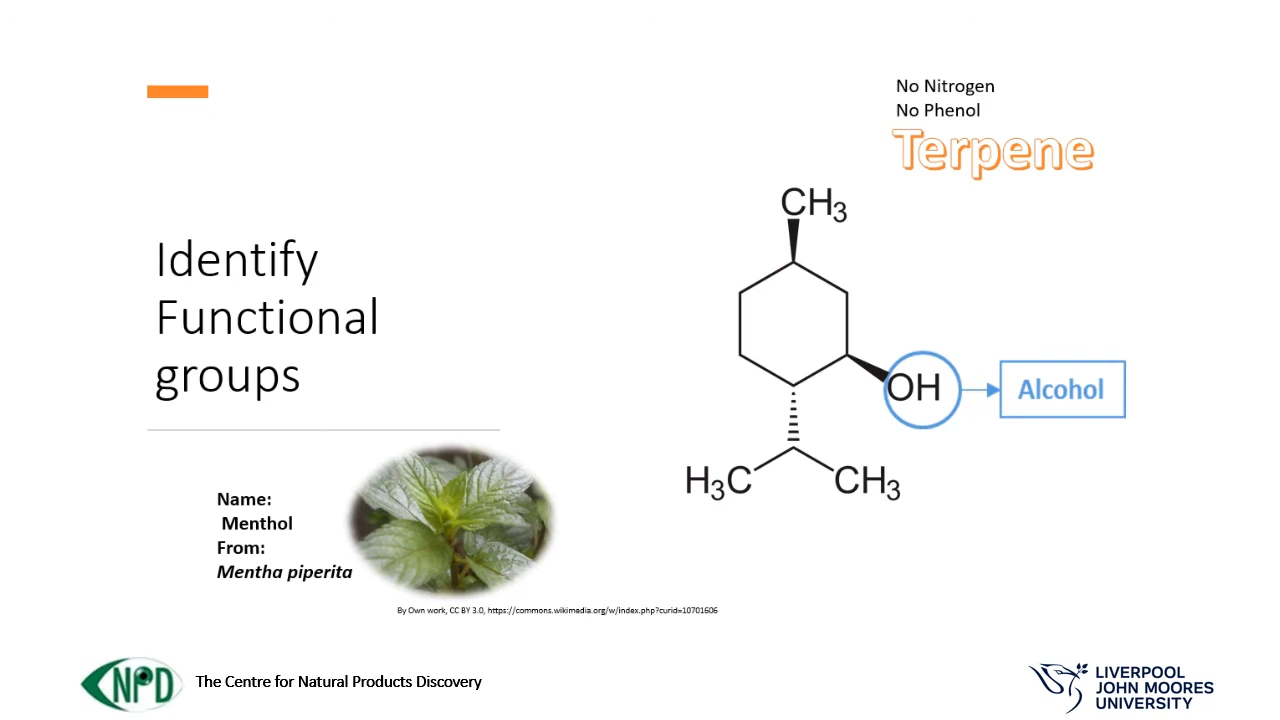 No Nitrogen
No Phenol
Terpene
CH3
Identify
Functional
groups
OH
Alcohol
H3C
CH3
Name:
Menthol
From:
Mentha piperita
By Own work, CC BY 3.0, https://commons.wikimedia.org/w/index.php?curid=10701606
NPD
The Centre for Natural Products Discovery
LIVERPOOL
JOHN MOORES
UNIVERSITY